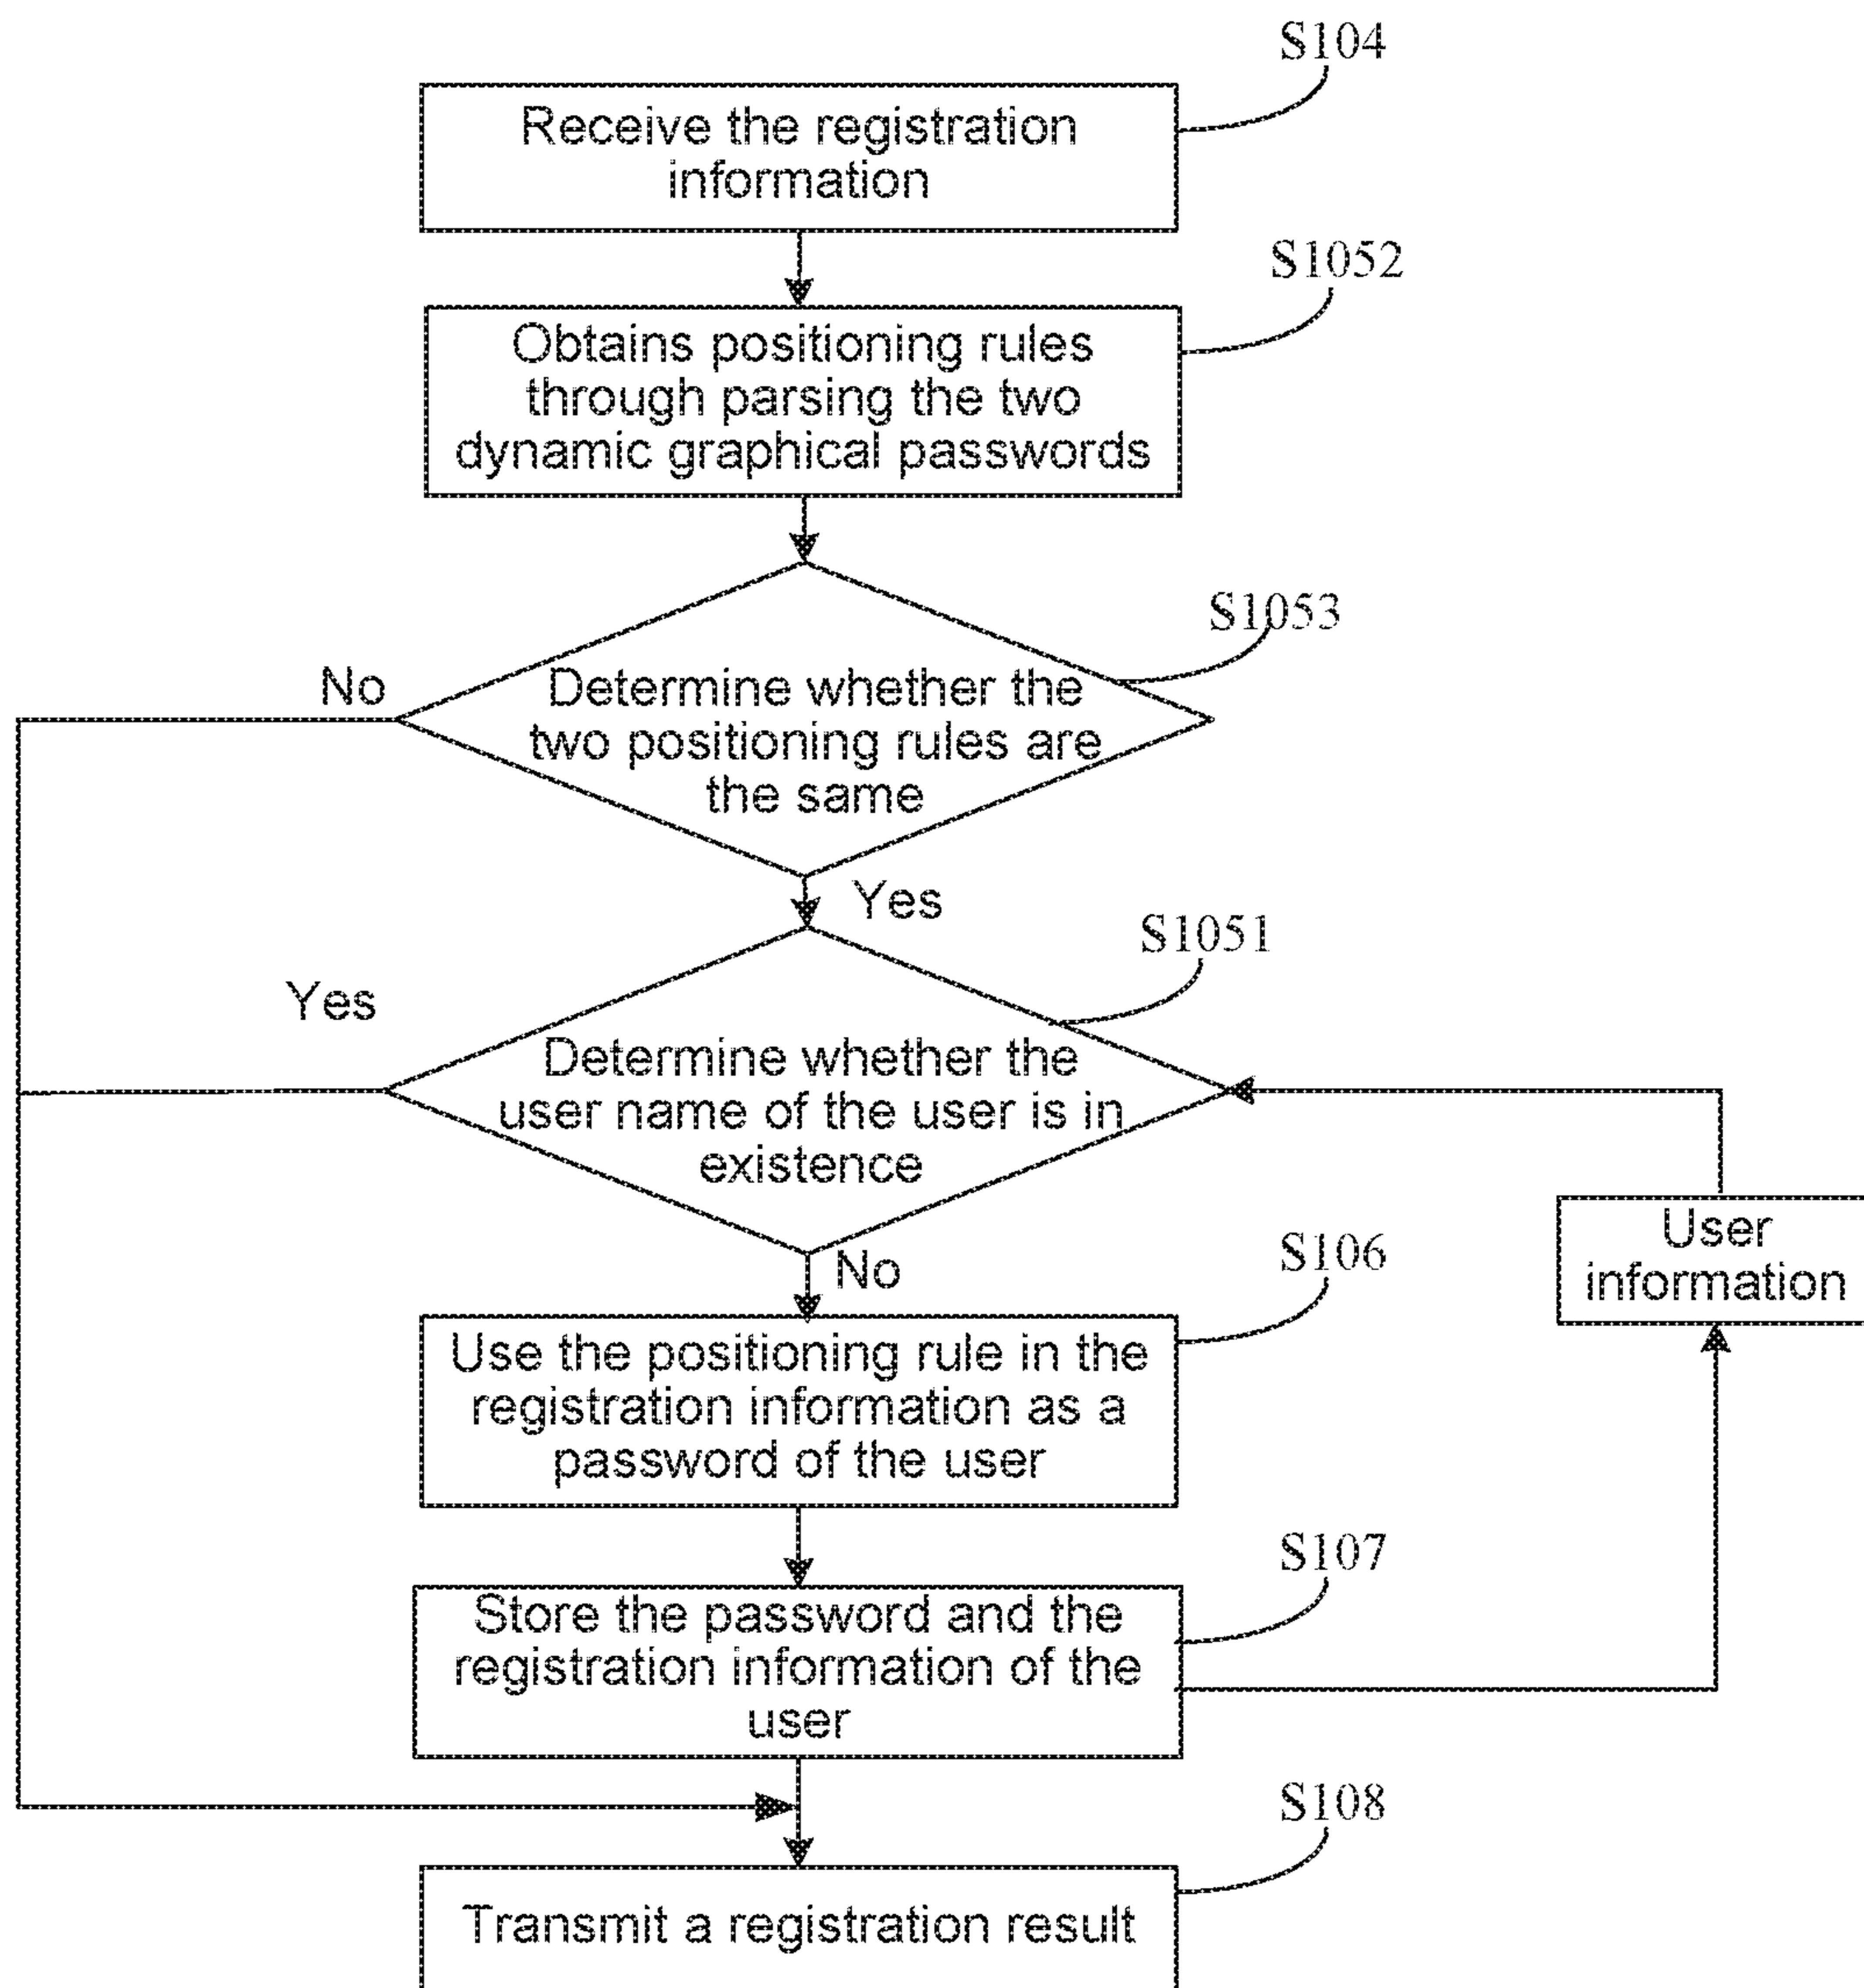 S104
Receive the registration
information
S1052
Obtains positioning rules
through parsing the two
dynamic graphical passwords
S1053
No
Determine whether the
two positioning rules are
the same
Yes
S1051
Yes
Determine whether the
user name of the user is in
existence
No
S106
User
information
Use the positioning rule in the
registration information as a
password of the user
S107
Store the password and the
registration information of the
user
S108
Transmit a registration result